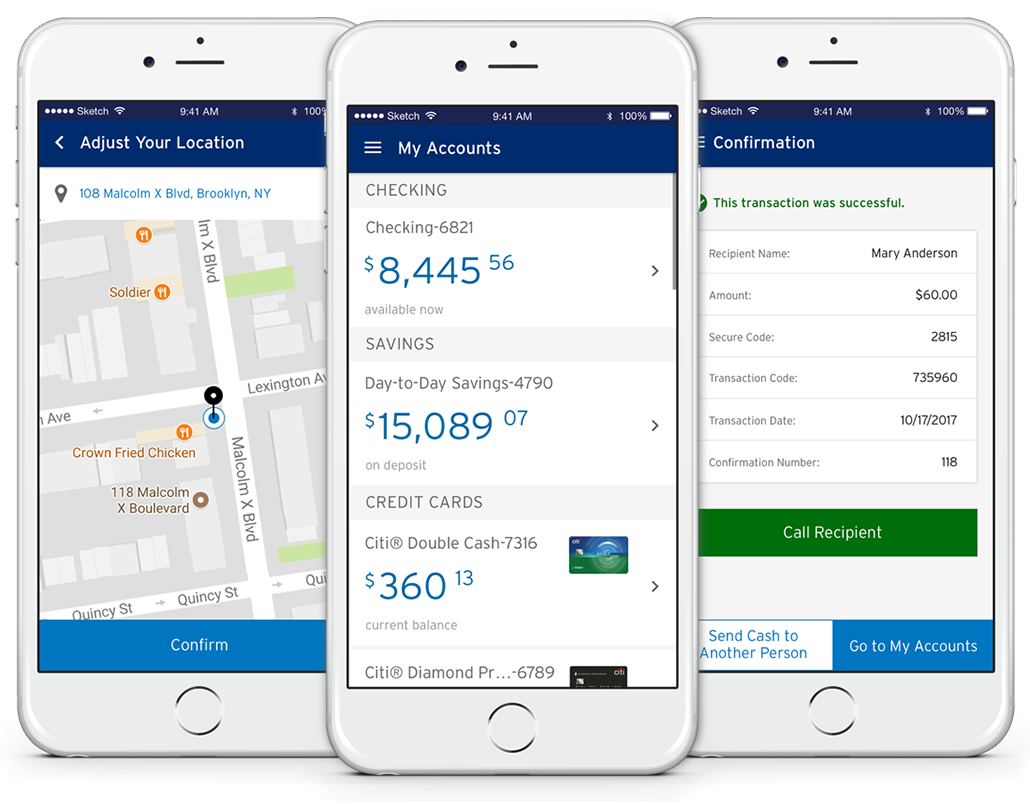 Sketch 9:41 AM 100%
Adjust Your Location
108 Malcolm X Blvd, Brooklyn, NY
lm X Blvd
Soldier
Lexington Av
n Ave
Crown Fried Chicken
Malcolm X Blvd
118 Malcolm
X Boulevard
Quincy St
Quincy St
Qui
Confirm
Sketch 9:41 AM 100%
My Accounts
CHECKING
Checking-6821
$8,445 56
available now
SAVINGS
Day-to-Day Savings-4790
$15,089 07
on deposit
CREDIT CARDS
Citi® Double Cash-7316
citi
$360 13
current balance
Citi® Diamond Pr...-6789
citi
Sketch 9:41 AM 100%
Confirmation
This transaction was successful.
Recipient Name: Mary Anderson
Amount: $60.00
Secure Code: 2815
Transaction Code: 735960
Transaction Date: 10/17/2017
Confirmation Number: 118
Call Recipient
Send Cash to
Another Person
Go to My Accounts